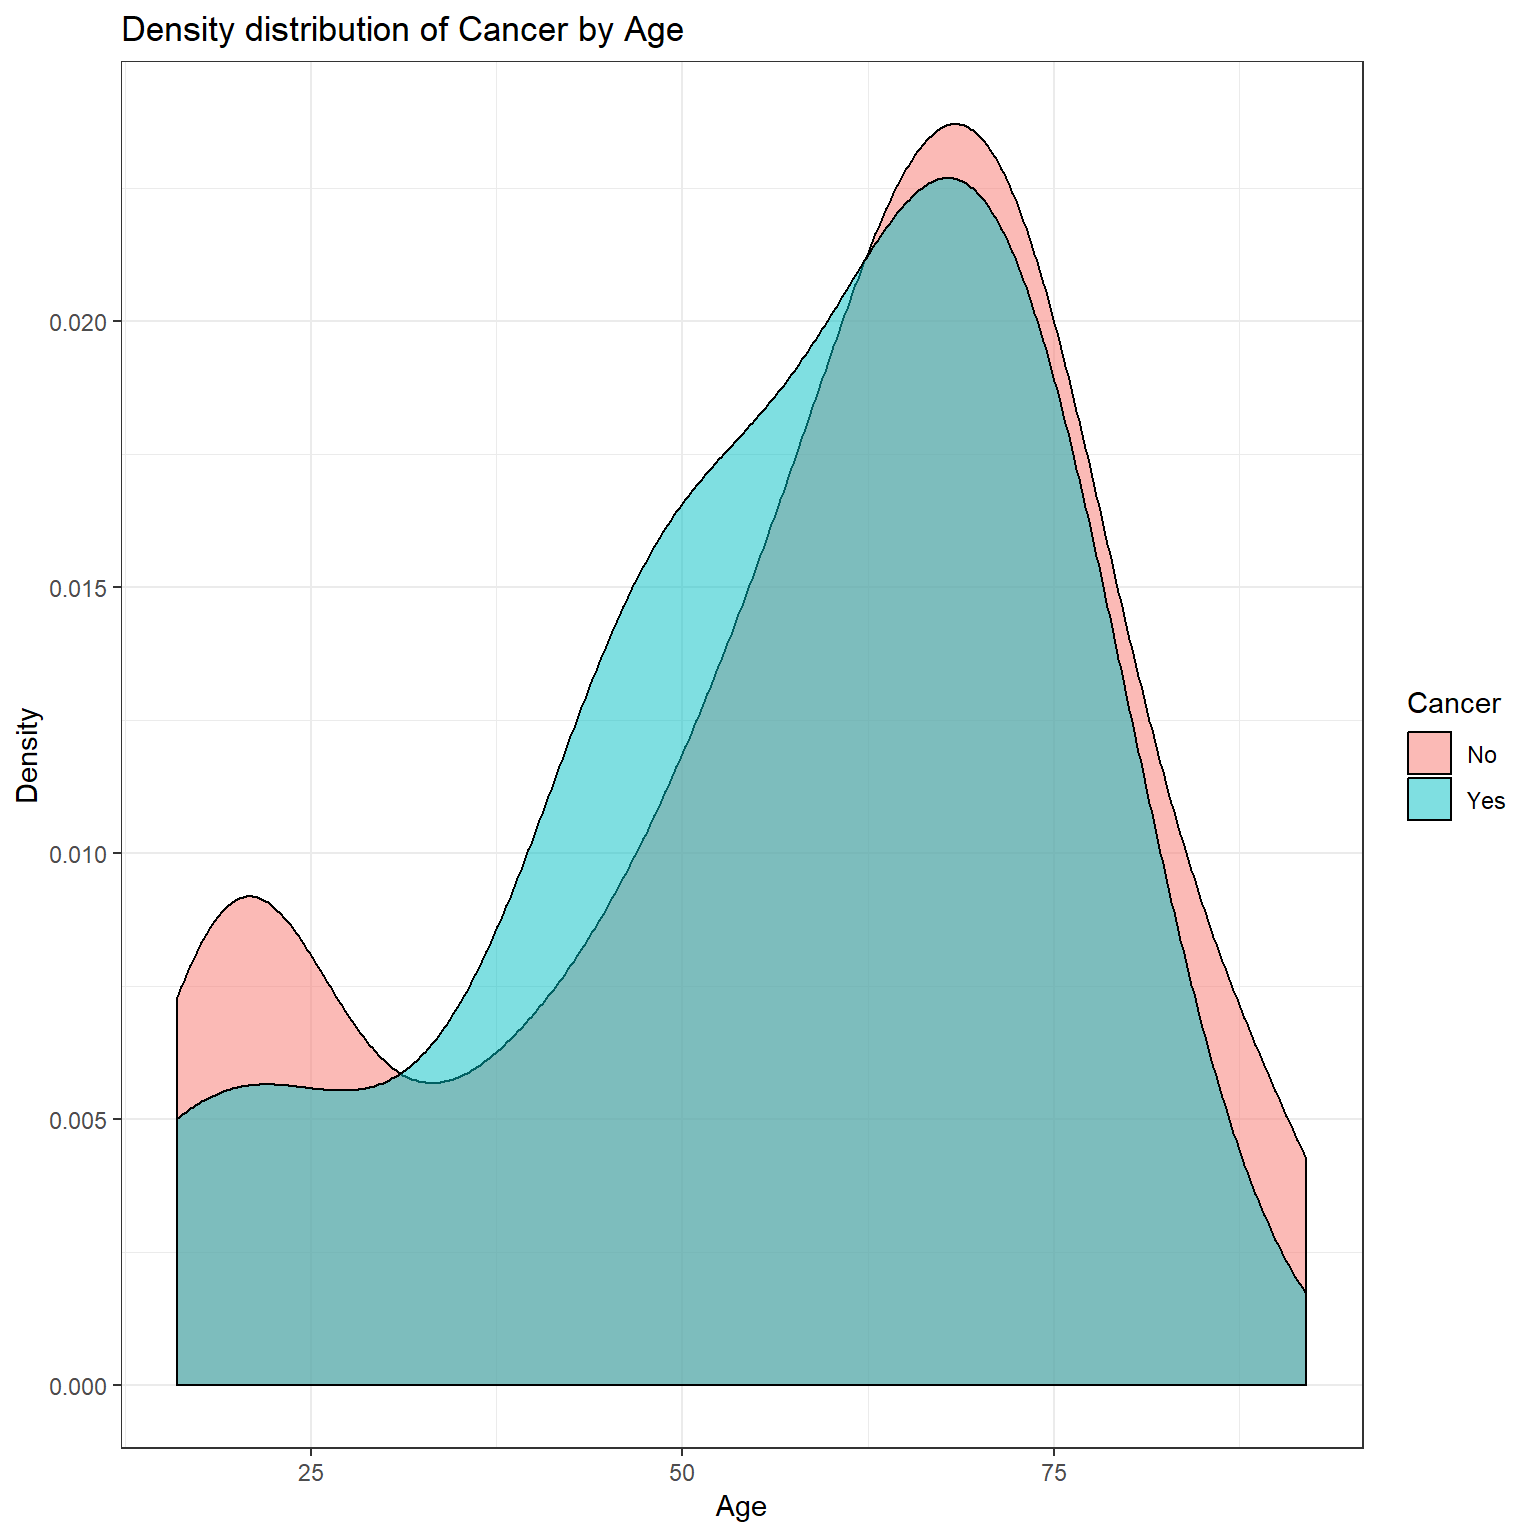 Density distribution of Cancer by Age
0.020
0.015
0.010
0.005
0.000
Density
25 50 75
Age
Cancer
No
Yes